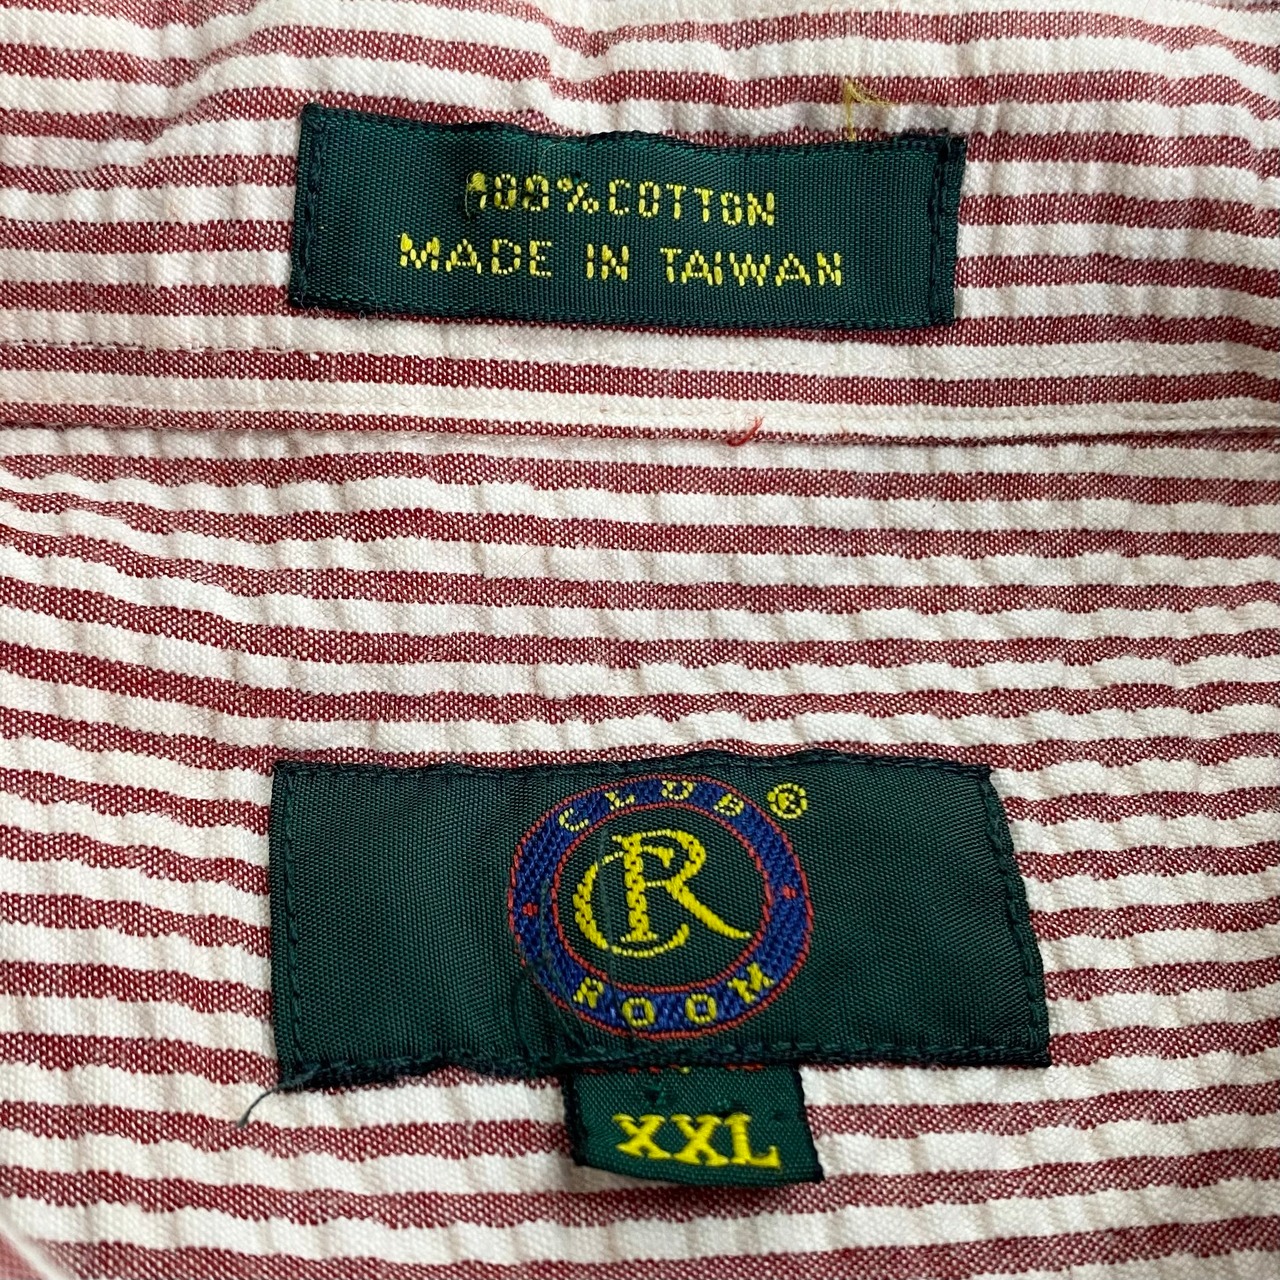 100% COTTON
MADE IN TAIWAN
CLUB ®
CR
ROOM
XXL